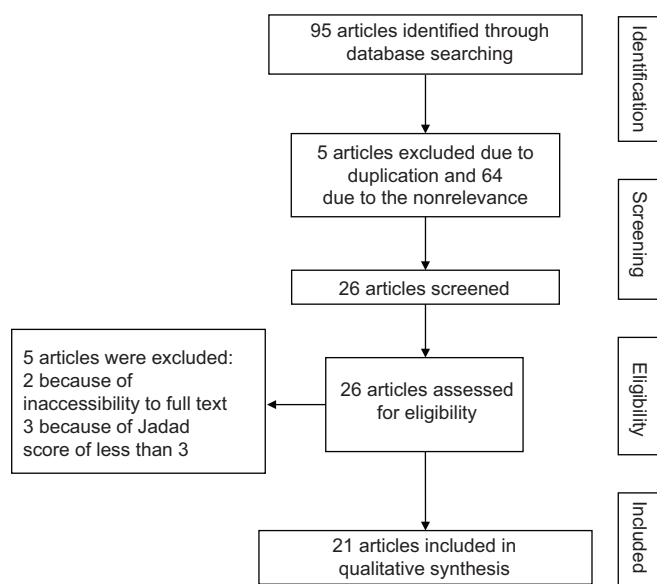 95 articles identified through
database searching
Identification
5 articles excluded due to
duplication and 64
due to the nonrelevance
Screening
26 articles screened
5 articles were excluded:
2 because of
inaccessibility to full text
3 because of Jadad
score of less than 3
26 articles assessed
for eligibility
Eligibility
21 articles included in
qualitative synthesis
Included